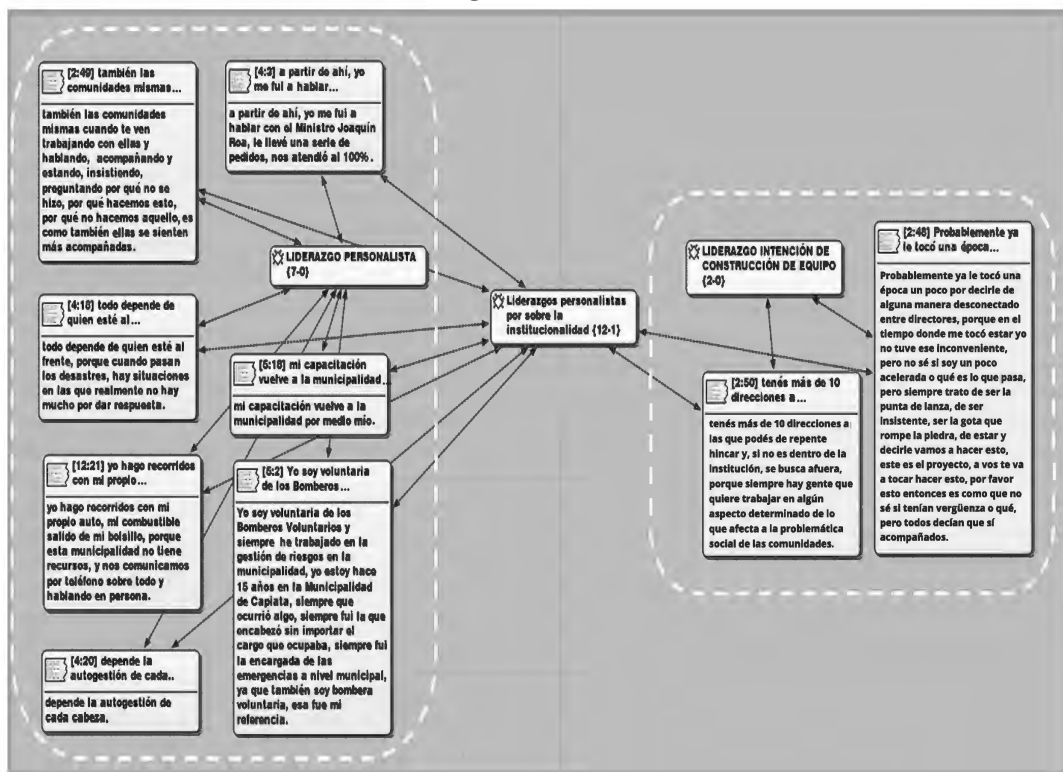 [2:49] también las
comunidades mismas...
también las comunidades
mismas cuando te ven
trabajando con ellas y
hablando, acompañando y
estando, insistiendo,
preguntando por qué no se
hizo, por qué hacemos esto,
por qué no hacemos aquello, es
como también ellas se sienten
más acompañadas.
[4:3] a partir de ahí, yo
me fui a hablar...
a partir de ahí, yo me fui a
hablar con el Ministro Joaquín
Roa, le llevé una serie de
pedidos, nos atendió al 100%.
LIDERAZGO PERSONALISTA
{7-0}
[4:18] todo depende de
quien esté al...
todo depende de quien esté al
frente, porque cuando pasan
los desastres, hay situaciones
en las que realmente no hay
mucho por dar respuesta.
[5:18] mi capacitación
vuelve a la municipalidad...
mi capacitación vuelve a la
municipalidad por medio mío.
[12:21] yo hago recorridos
con mi propio...
yo hago recorridos con mi
propio auto, mi combustible
salido de mi bolsillo, porque
esta municipalidad no tiene
recursos, y nos comunicamos
por teléfono sobre todo y
hablando en persona.
[5:2] Yo soy voluntaria
de los Bomberos...
Yo soy voluntaria de los
Bomberos Voluntarios y
siempre he trabajado en la
gestión de riesgos en la
municipalidad, yo estoy hace
15 años en la Municipalidad
de Capiata, siempre que
ocurrió algo, siempre fui la que
encabezó sin importar el
cargo que ocupaba, siempre fui
la encargada de las
emergencias a nivel municipal,
ya que también soy bombera
voluntaria, esa fue mi
referencia.
[4:20] depende la
autogestión de cada..
depende la autogestión de
cada cabeza.
Liderazgos personalistas
por sobre la
institucionalidad {12-1}
LIDERAZGO INTENCIÓN DE
CONSTRUCCIÓN DE EQUIPO
{2-0}
[2:50] tenés más de 10
direcciones a...
tenés más de 10 direcciones a
las que podés de repente
hincar y, si no es dentro de la
institución, se busca afuera,
porque siempre hay gente que
quiere trabajar en algún
aspecto determinado de lo
que afecta a la problemática
social de las comunidades.
[2:48] Probablemente ya
le tocó una época...
Probablemente ya le tocó una
época un poco por decirle de
alguna manera desconectado
entre directores, porque en el
tiempo donde me tocó estar yo
no tuve ese inconveniente,
pero no sé si soy un poco
acelerada o qué es lo que pasa,
pero siempre trato de ser la
punta de lanza, de ser
insistente, ser la gota que
rompe la piedra, de estar y
decirle vamos a hacer esto,
este es el proyecto, a vos te va
a tocar hacer esto, por favor
esto entonces es como que no
sé si tenían vergüenza o qué,
pero todos decían que sí
acompañados.